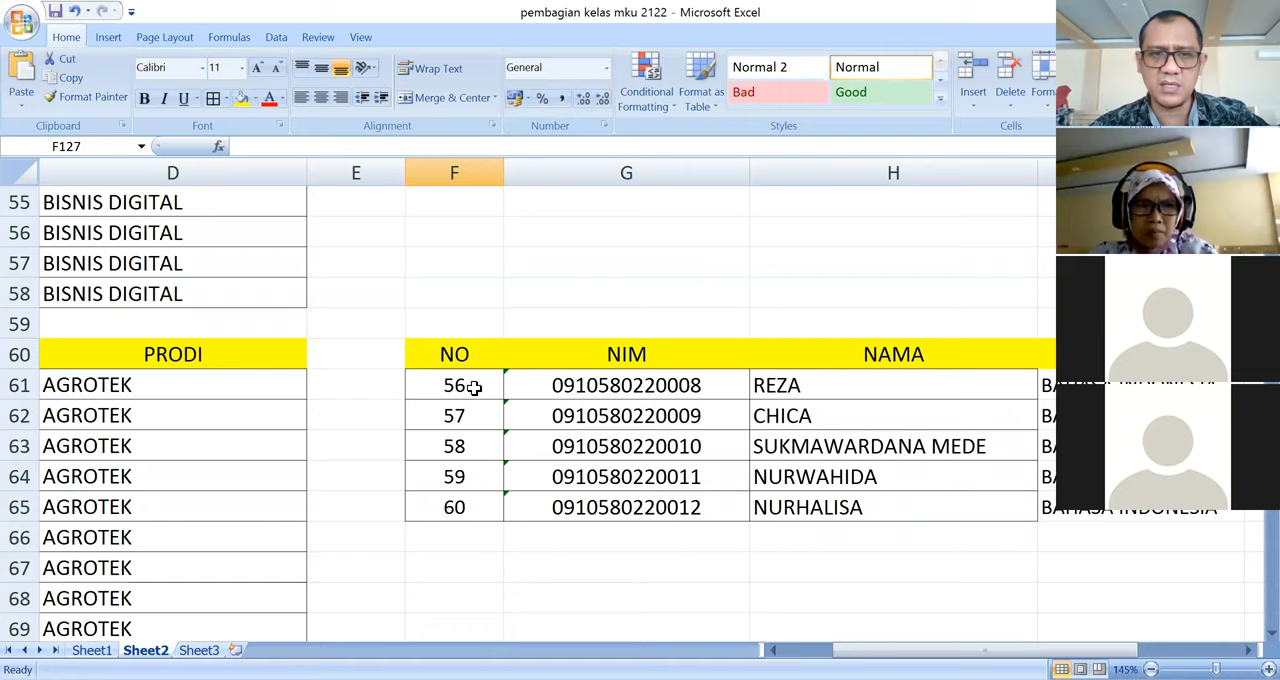 pembagian kelas mku 2122 - Microsoft Excel
Home Insert Page Layout Formulas Data Review View
Cut
Copy
Format Painter
Paste
Clipboard
Calibri 11
B I U
A A
A
Font
Wrap Text
Merge & Center
Alignment
General
%
Number
Conditional Formatting
Format as Table
Normal 2 Normal
Bad Good
Styles
Insert Delete
Cells
F127 fx
D E F G H
55 BISNIS DIGITAL
56 BISNIS DIGITAL
57 BISNIS DIGITAL
58 BISNIS DIGITAL
59
60 PRODI NO NIM NAMA
61 AGROTEK 56 0910580220008 REZA
62 AGROTEK 57 0910580220009 CHICA
63 AGROTEK 58 0910580220010 SUKMAWARDANA MEDE
64 AGROTEK 59 0910580220011 NURWAHIDA
65 AGROTEK 60 0910580220012 NURHALISA BAHASA INDONESIA
66 AGROTEK
67 AGROTEK
68 AGROTEK
69 AGROTEK
Sheet1 Sheet2 Sheet3
Ready 145%